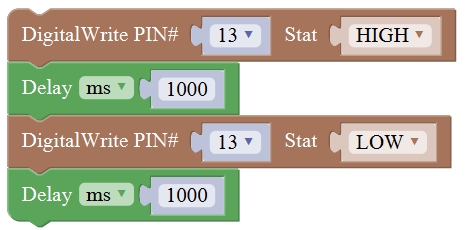 DigitalWrite PIN# 13 Stat HIGH
Delay ms 1000
DigitalWrite PIN# 13 Stat LOW
Delay ms 1000